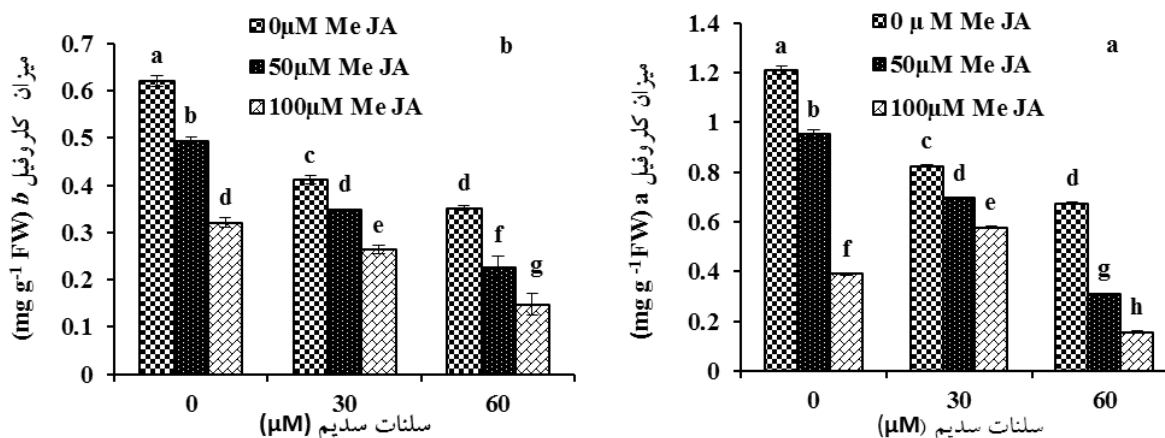 میزان کلروفیل b (mg g-1 FW)
0.7
0.6
0.5
0.4
0.3
0.2
0.1
0
0µM Me JA
50µM Me JA
100µM Me JA
b
a
b
d
c
d
e
d
f
g
0
30
60
سلنات سدیم (µM)
میزان کلروفیل a (mg g -1 FW)
1.4
1.2
1
0.8
0.6
0.4
0.2
0
0 µ M Me JA
50µM Me JA
100µM Me JA
a
a
b
f
c
d
e
d
g
h
0
30
60
سلنات سدیم (µM)